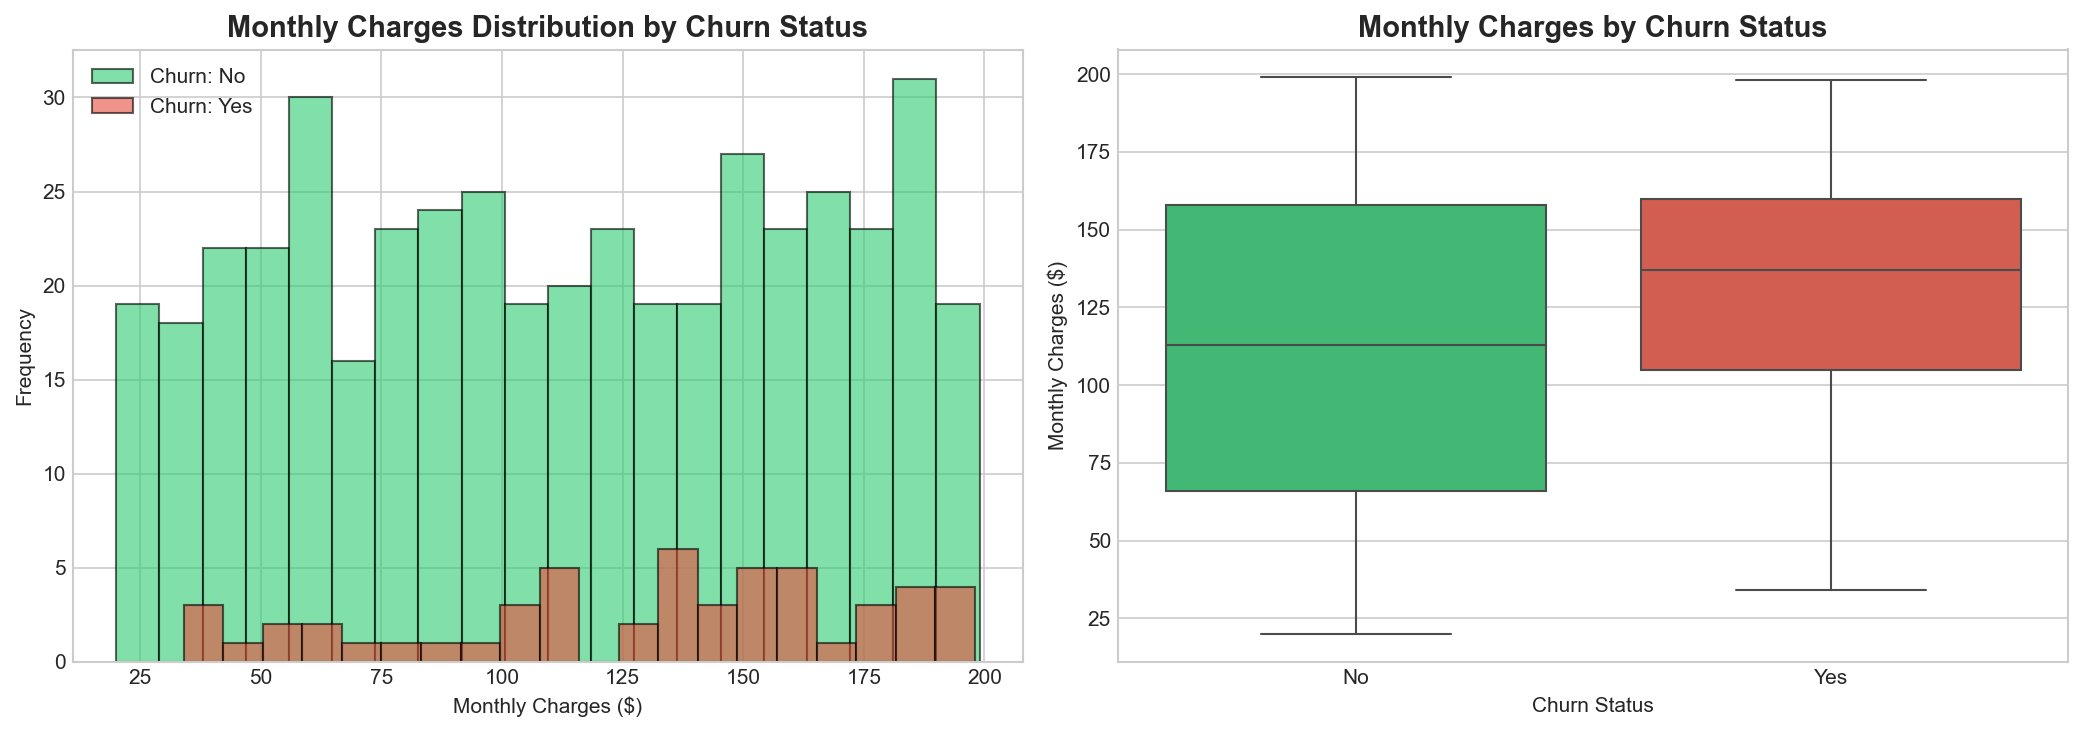 Monthly Charges Distribution by Churn Status
Churn: No
Churn: Yes
30
25
20
15
10
5
0
Frequency
25 50 75 100 125 150 175 200
Monthly Charges ($)
Monthly Charges by Churn Status
200
175
150
125
100
75
50
25
Monthly Charges ($)
No Yes
Churn Status